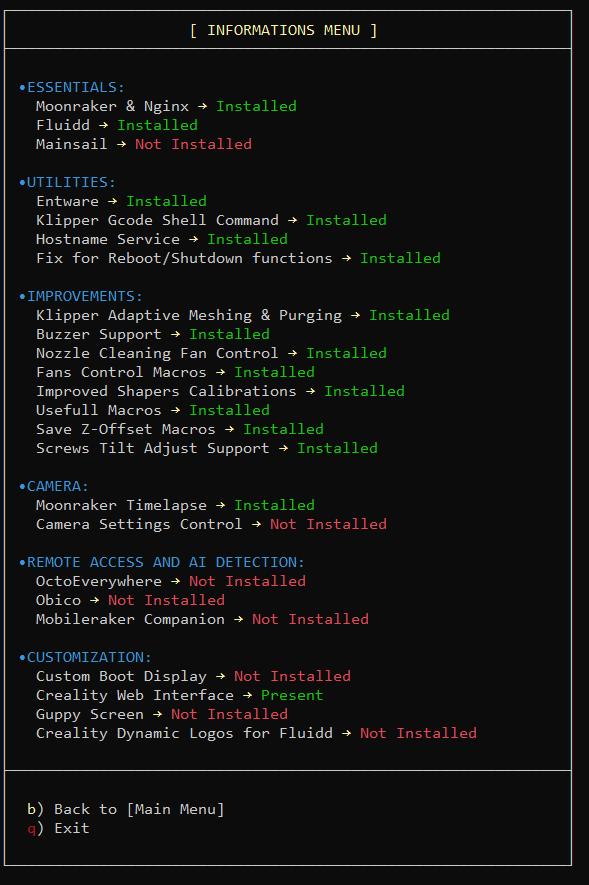 [ INFORMATIONS MENU ]
•ESSENTIALS:
Moonraker & Nginx → Installed
Fluidd → Installed
Mainsail → Not Installed
•UTILITIES:
Entware → Installed
Klipper Gcode Shell Command → Installed
Hostname Service → Installed
Fix for Reboot/Shutdown functions → Installed
•IMPROVEMENTS:
Klipper Adaptive Meshing & Purging → Installed
Buzzer Support → Installed
Nozzle Cleaning Fan Control → Installed
Fans Control Macros → Installed
Improved Shapers Calibrations → Installed
Usefull Macros → Installed
Save Z-Offset Macros → Installed
Screws Tilt Adjust Support → Installed
•CAMERA:
Moonraker Timelapse → Installed
Camera Settings Control → Not Installed
•REMOTE ACCESS AND AI DETECTION:
OctoEverywhere → Not Installed
Obico → Not Installed
Mobileraker Companion → Not Installed
•CUSTOMIZATION:
Custom Boot Display → Not Installed
Creality Web Interface → Present
Guppy Screen → Not Installed
Creality Dynamic Logos for Fluidd → Not Installed
b) Back to [Main Menu]
q) Exit